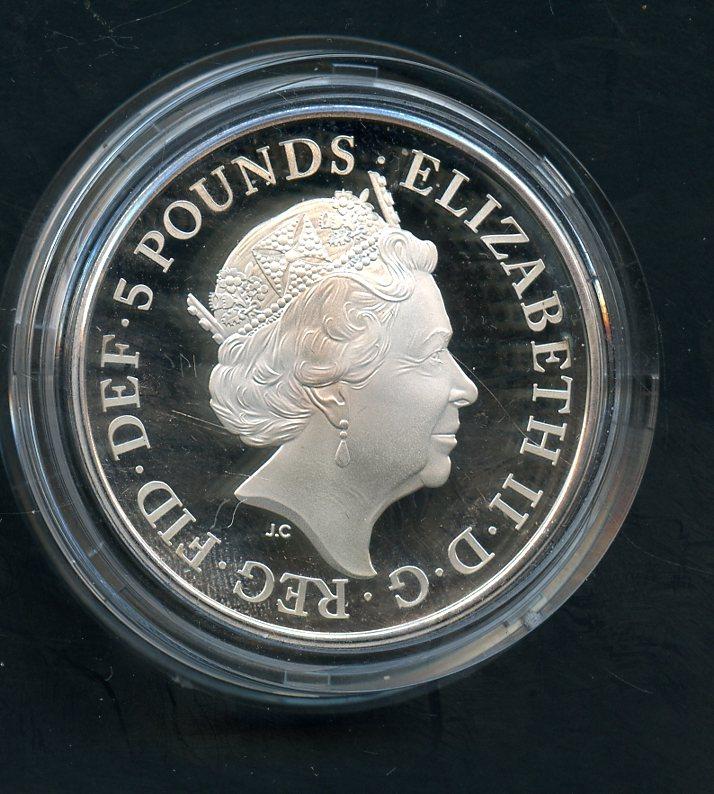 ELIZABETH II · D · G · REG · FID · DEF · 5 POUNDS ·
J.C